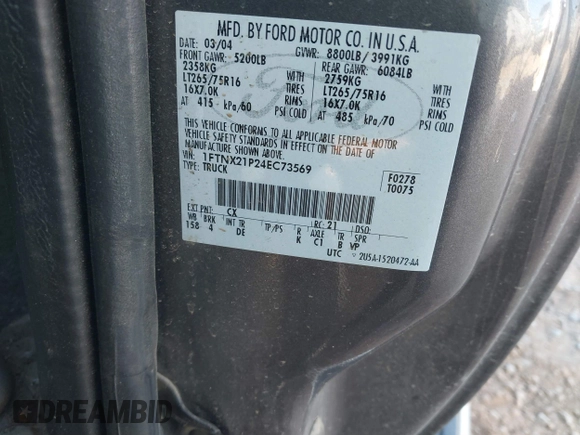 MFD. BY FORD MOTOR CO. IN U.S.A.
DATE: 03/04 GVWR: 8800LB/ 3991KG
FRONT GAWR: 5200LB REAR GAWR: 6084LB
2358KG WITH 2759KG WITH
LT265/75R16 TIRES LT265/75R16 TIRES
16X7.0K RIMS 16X7.0K RIMS
AT 415 kPa/60 PSI COLD AT 485 kPa/70 PSI COLD
THIS VEHICLE CONFORMS TO ALL APPLICABLE FEDERAL MOTOR
VEHICLE SAFETY STANDARDS IN EFFECT ON THE DATE OF
MANUFACTURE SHOWN ABOVE.
VIN: 1FTNX21P24EC73569
TYPE: TRUCK
F0278
T0075
EXT PNT: CX RC: 21 DSO:
WB BRK INT TR TP/PS R AXLE TR SPR
158 4 DE K C1 B VP
UTC 2U5A-1520472-AA
Ford
DREAMBID